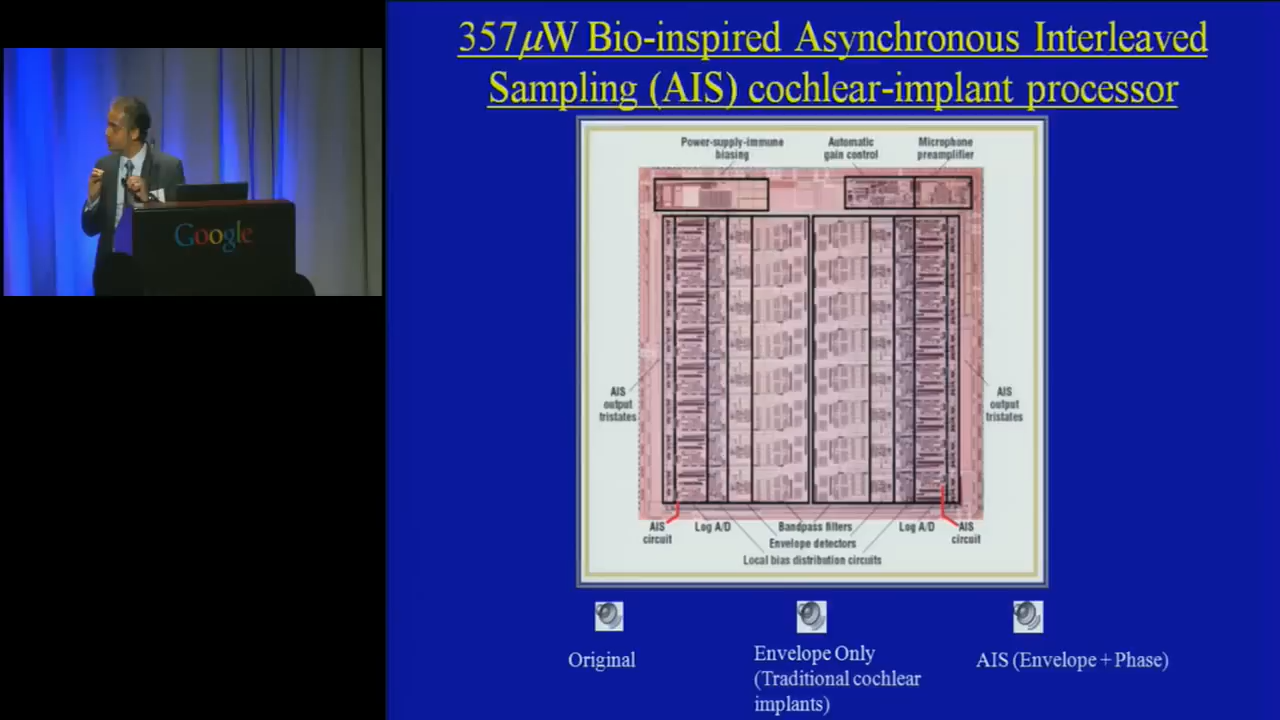 357µW Bio-inspired Asynchronous Interleaved
Sampling (AIS) cochlear-implant processor
Power-supply-immune
biasing
Automatic
gain control
Microphone
preamplifier
Google
AIS
output
tristates
AIS
output
tristates
AIS
circuit
Log A/D
Bandpass filters
Log A/D
AIS
circuit
Envelope detectors
Local bias distribution circuits
Original
Envelope Only
(Traditional cochlear
implants)
AIS (Envelope + Phase)